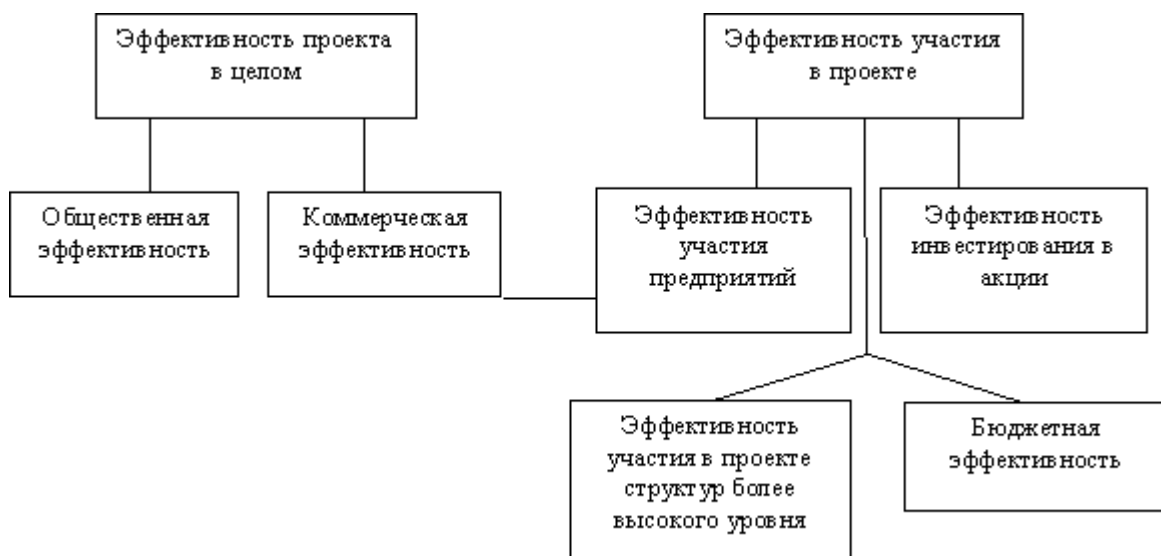 Эффективность проекта
в целом
Эффективность участия
в проекте
Общественная
эффективность
Коммерческая
эффективность
Эффективность
участия
предприятий
Эффективность
инвестирования в
акции
Эффективность
участия в проекте
структур более
высокого уровня
Бюджетная
эффективность